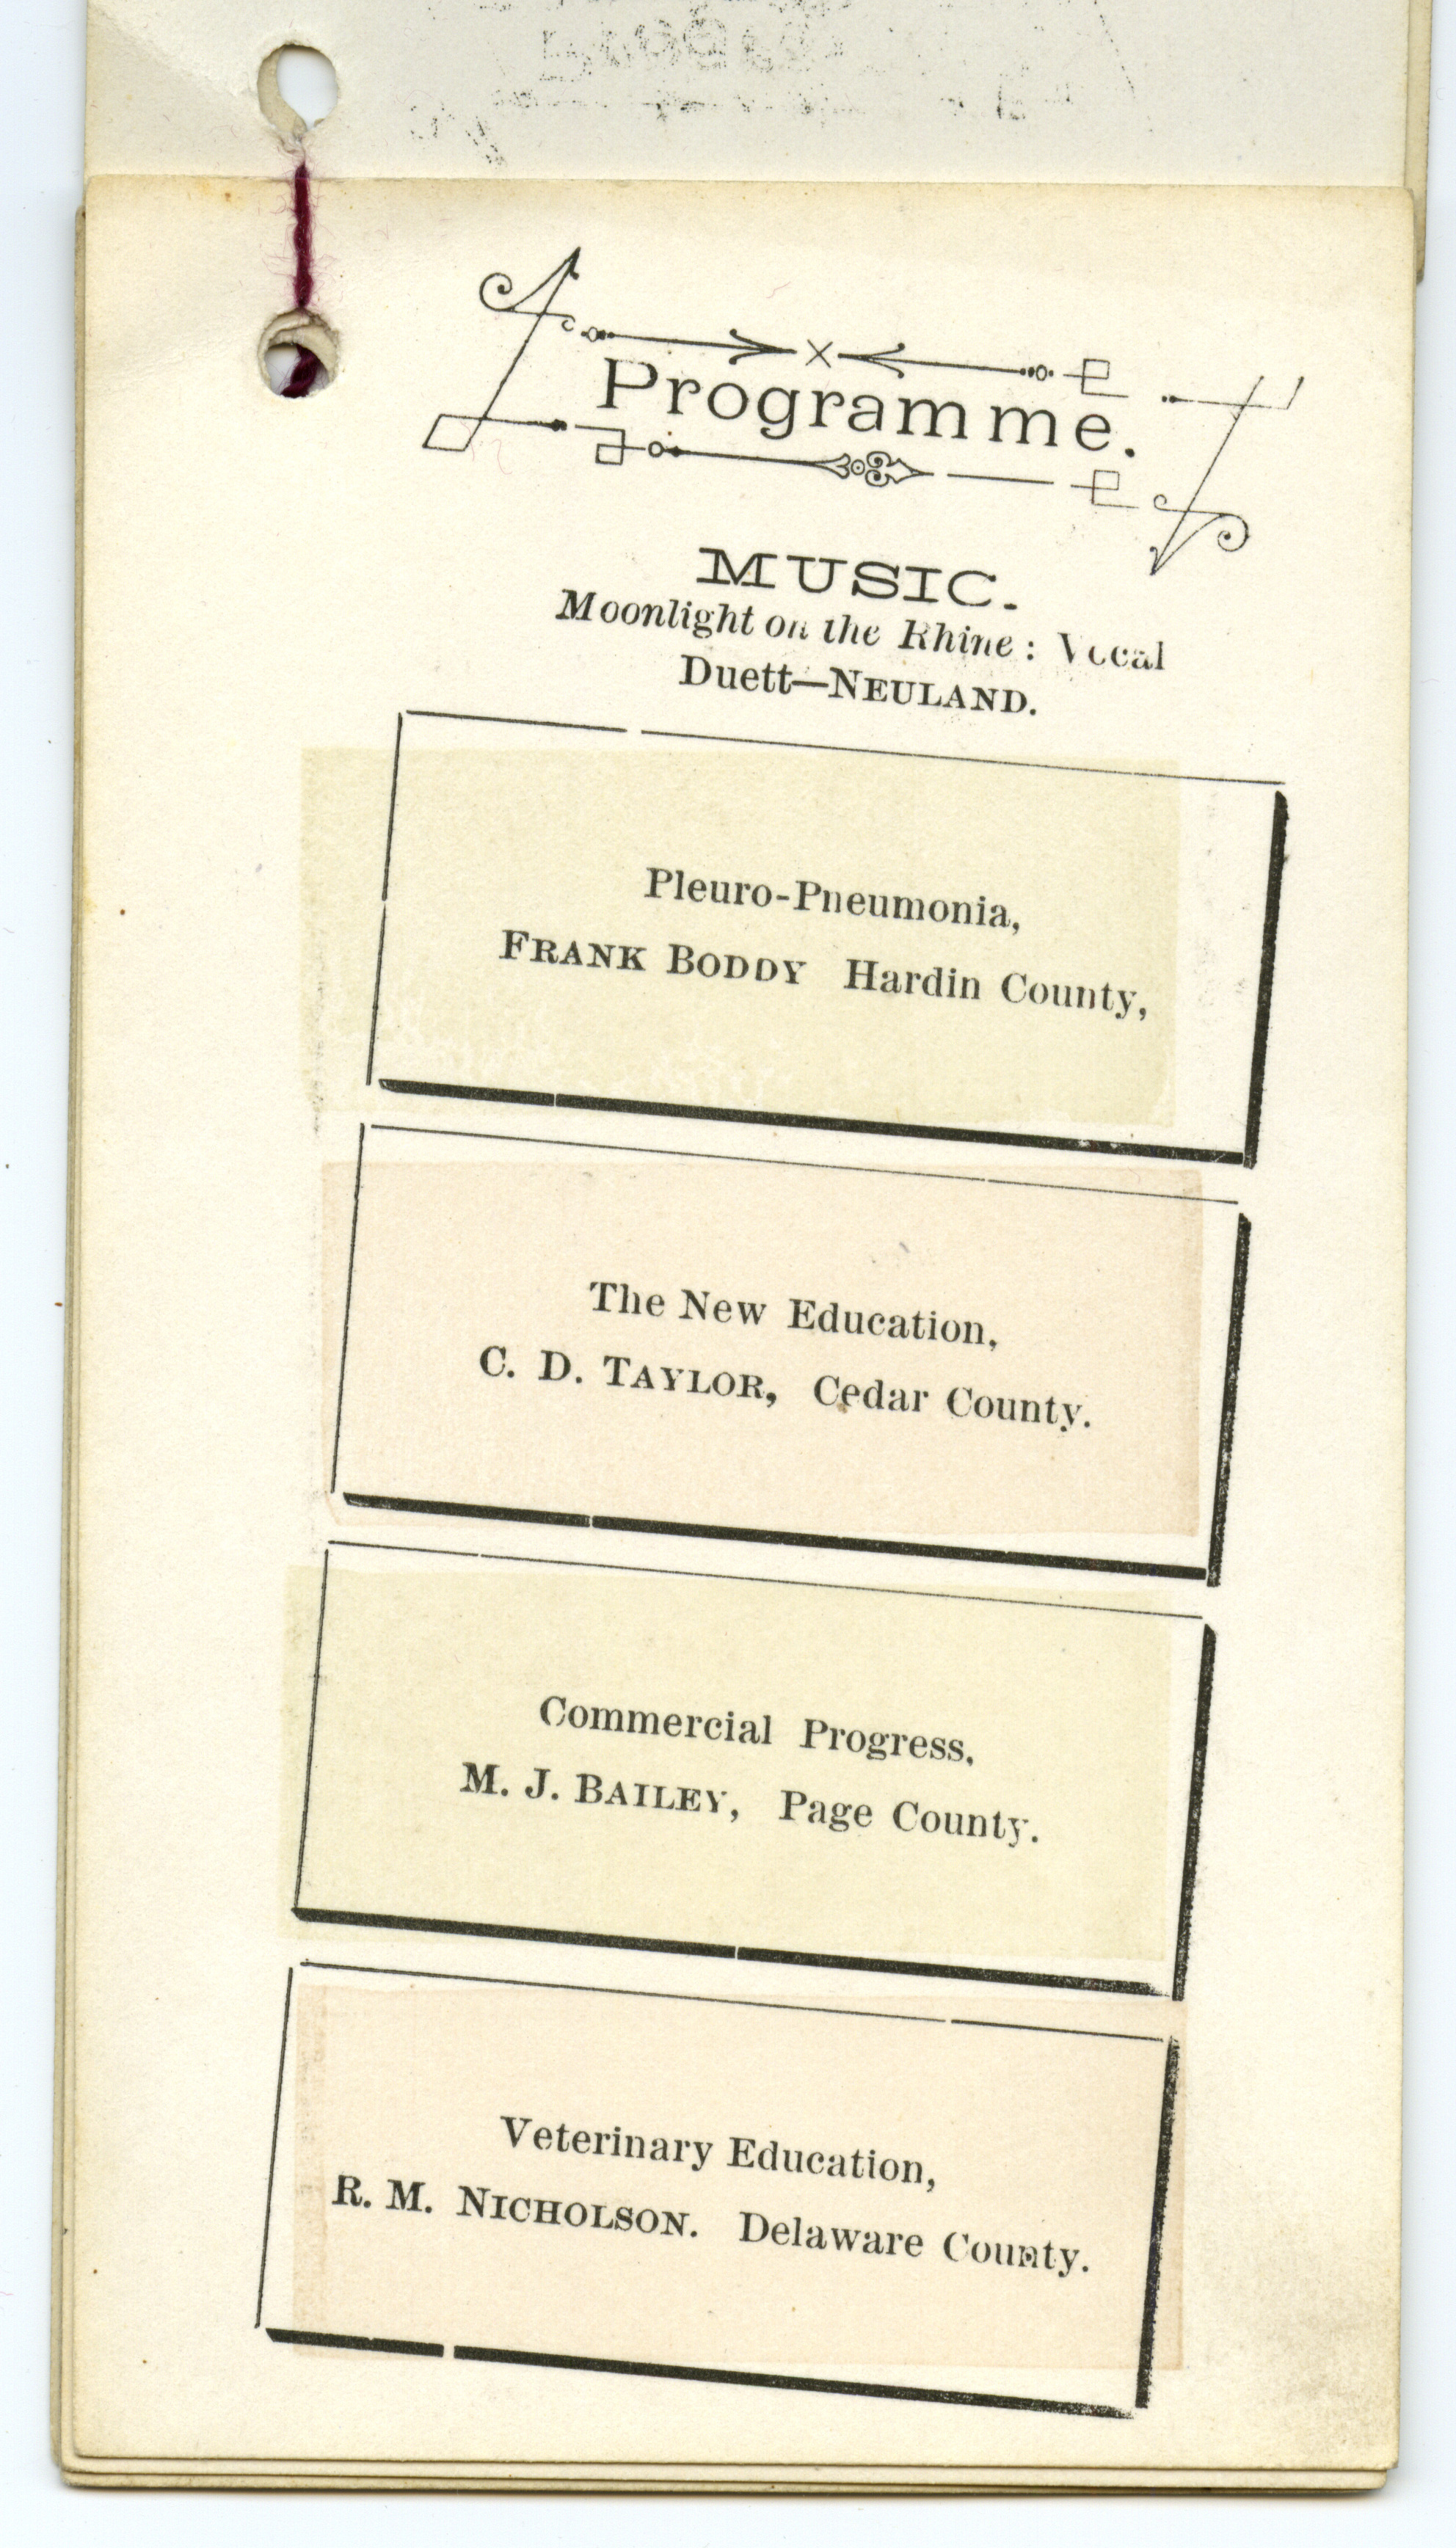 Programme.
MUSIC.
Moonlight on the Rhine: Vocal
Duett—NEULAND.
Pleuro-Pneumonia,
FRANK BODDY Hardin County,
The New Education,
C. D. TAYLOR, Cedar County.
Commercial Progress,
M. J. BAILEY, Page County.
Veterinary Education,
R. M. NICHOLSON. Delaware County.